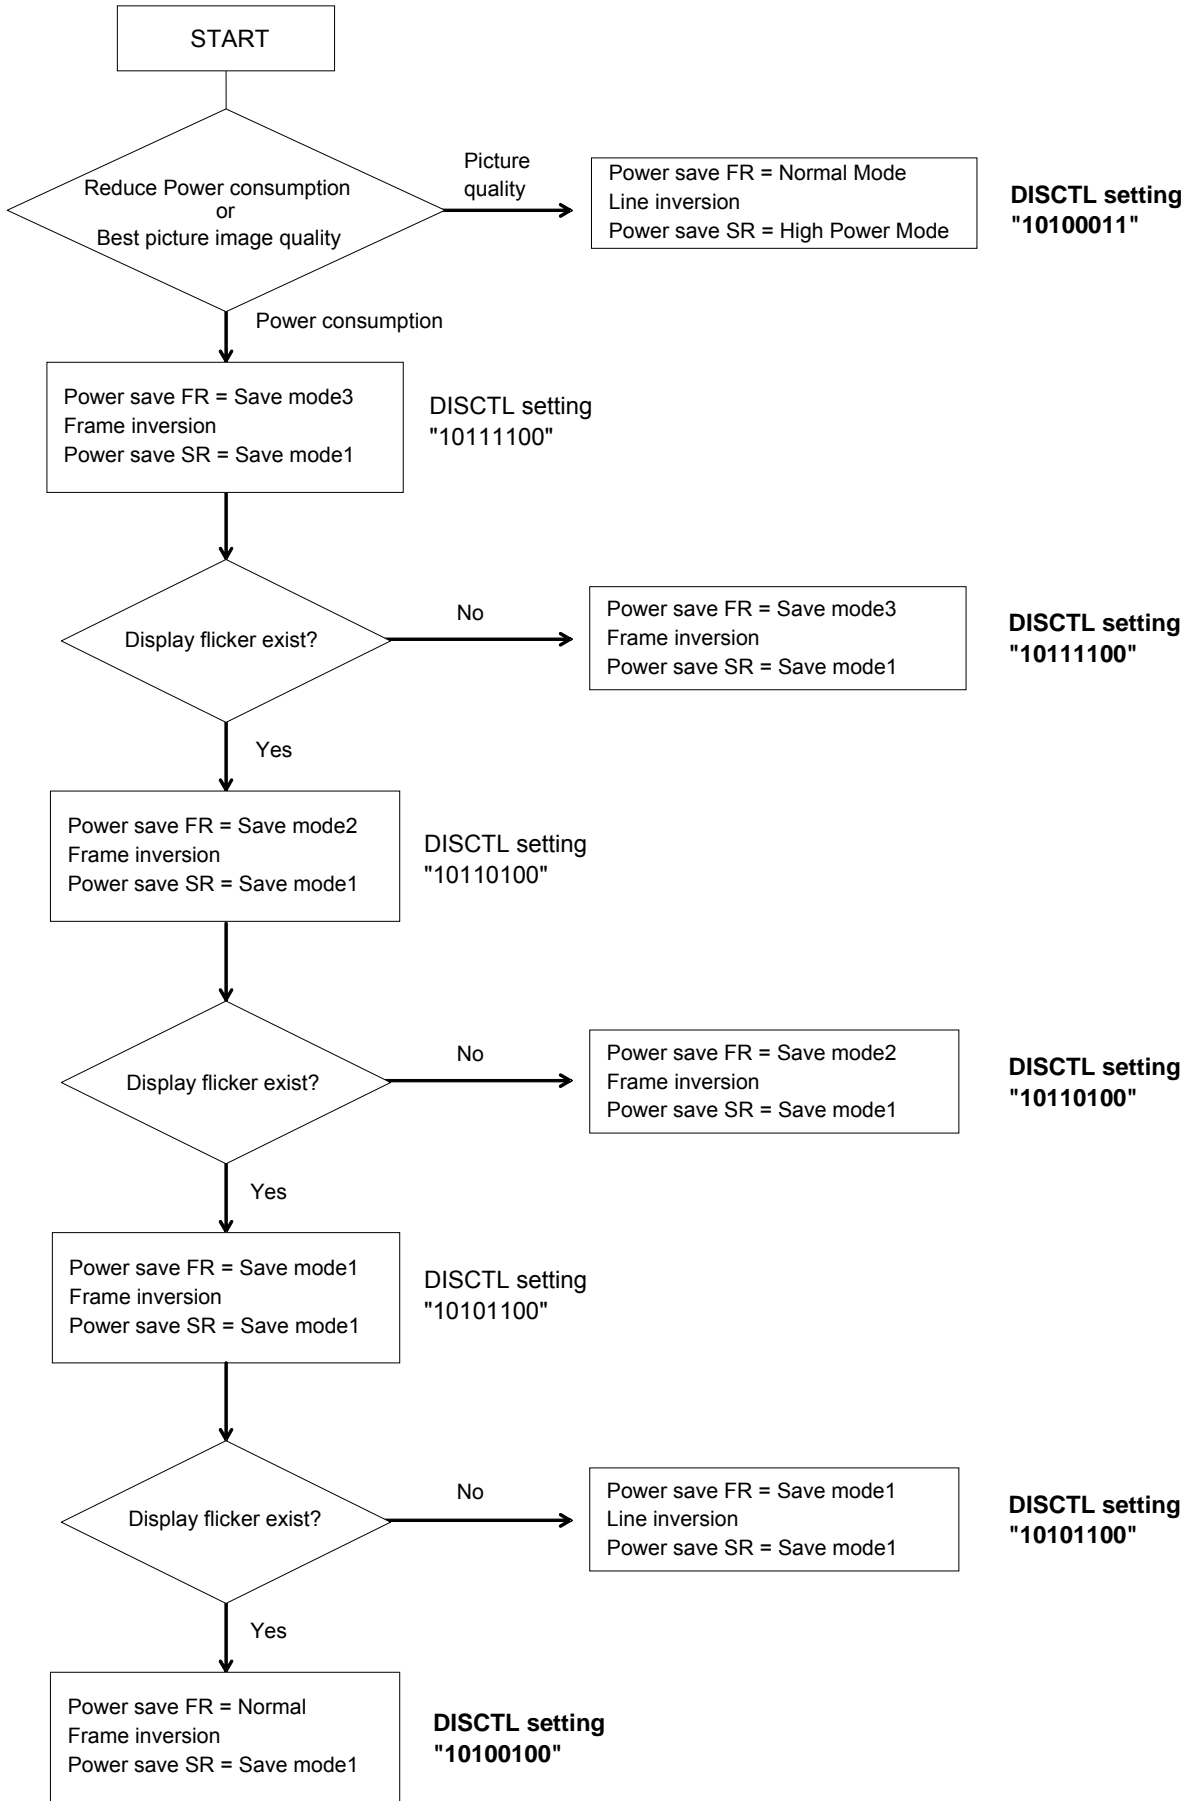 START
Reduce Power consumption
or
Best picture image quality
Picture
quality
Power save FR = Normal Mode
Line inversion
Power save SR = High Power Mode
DISCTL setting
"10100011"
Power consumption
Power save FR = Save mode3
Frame inversion
Power save SR = Save mode1
DISCTL setting
"10111100"
Display flicker exist?
No
Power save FR = Save mode3
Frame inversion
Power save SR = Save mode1
DISCTL setting
"10111100"
Yes
Power save FR = Save mode2
Frame inversion
Power save SR = Save mode1
DISCTL setting
"10110100"
Display flicker exist?
No
Power save FR = Save mode2
Frame inversion
Power save SR = Save mode1
DISCTL setting
"10110100"
Yes
Power save FR = Save mode1
Frame inversion
Power save SR = Save mode1
DISCTL setting
"10101100"
Display flicker exist?
No
Power save FR = Save mode1
Line inversion
Power save SR = Save mode1
DISCTL setting
"10101100"
Yes
Power save FR = Normal
Frame inversion
Power save SR = Save mode1
DISCTL setting
"10100100"